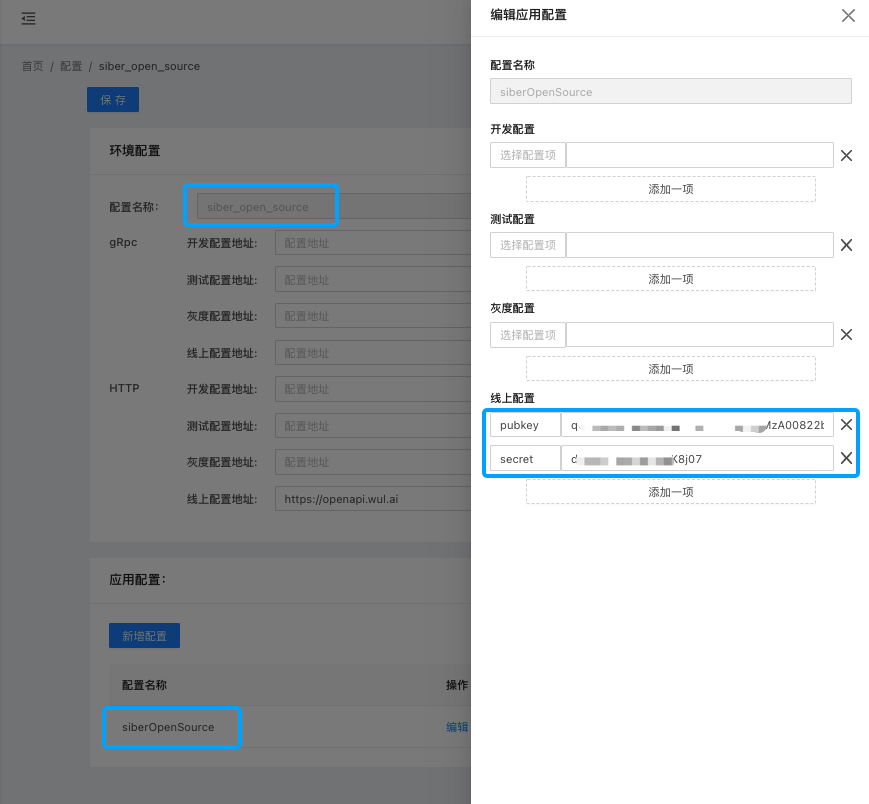 首页 / 配置 / siber_open_source
保 存
环境配置
配置名称:
siber_open_source
gRpc
开发配置地址:
配置地址
测试配置地址:
配置地址
灰度配置地址:
配置地址
线上配置地址:
配置地址
HTTP
开发配置地址:
配置地址
测试配置地址:
配置地址
灰度配置地址:
配置地址
线上配置地址:
https://openapi.wul.ai
应用配置:
新增配置
配置名称
操作
siberOpenSource
编辑
编辑应用配置
配置名称
siberOpenSource
开发配置
选择配置项
添加一项
测试配置
选择配置项
添加一项
灰度配置
选择配置项
添加一项
线上配置
pubkey
secret
添加一项